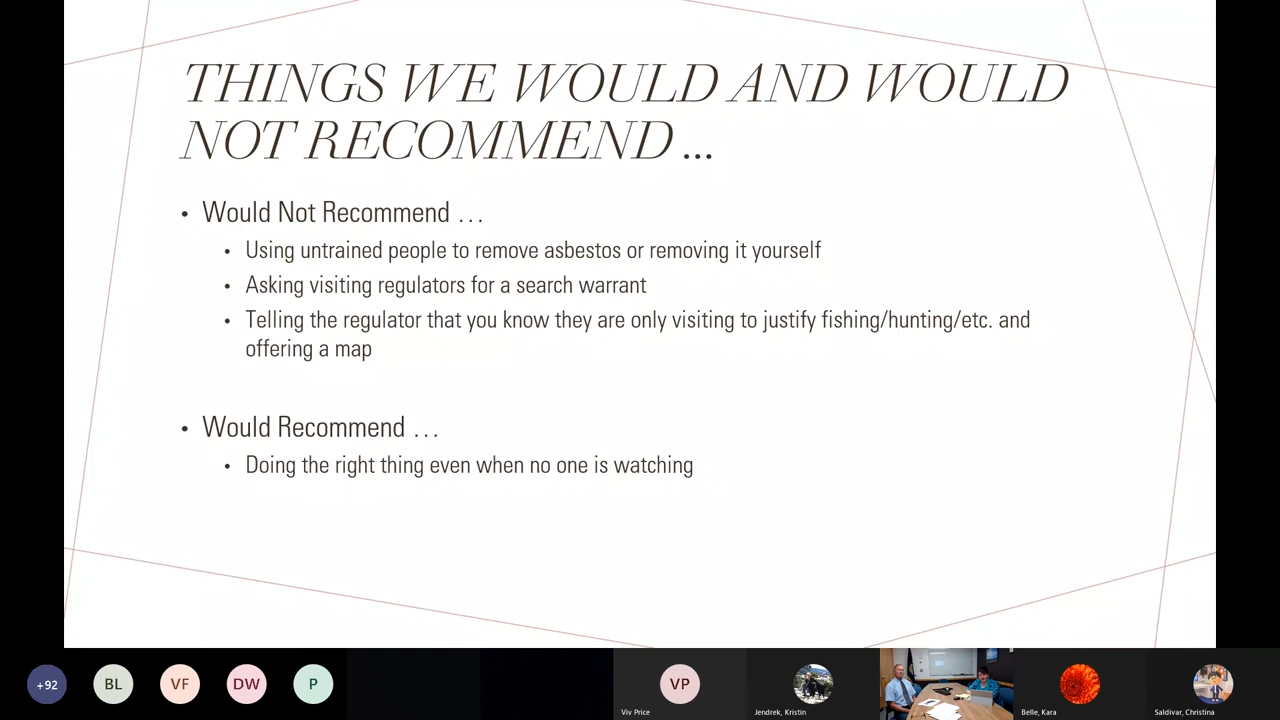 THINGS WE WOULD AND WOULD
NOT RECOMMEND ...
• Would Not Recommend ...
• Using untrained people to remove asbestos or removing it yourself
• Asking visiting regulators for a search warrant
• Telling the regulator that you know they are only visiting to justify fishing/hunting/etc. and
offering a map
• Would Recommend ...
• Doing the right thing even when no one is watching
+92
BL
VF
DW
P
VP
Viv Price
Jendrek, Kristin
Belle, Kara
Saldivar, Christina